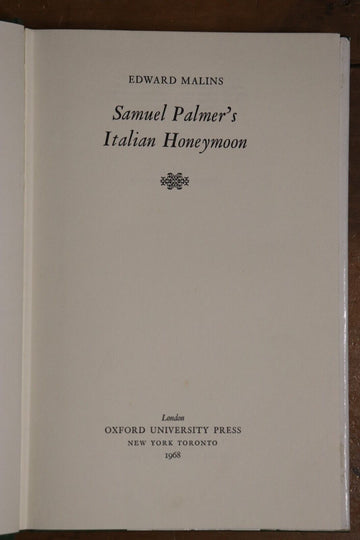 EDWARD MALINS
Samuel Palmer's
Italian Honeymoon
London
OXFORD UNIVERSITY PRESS
NEW YORK TORONTO
1968